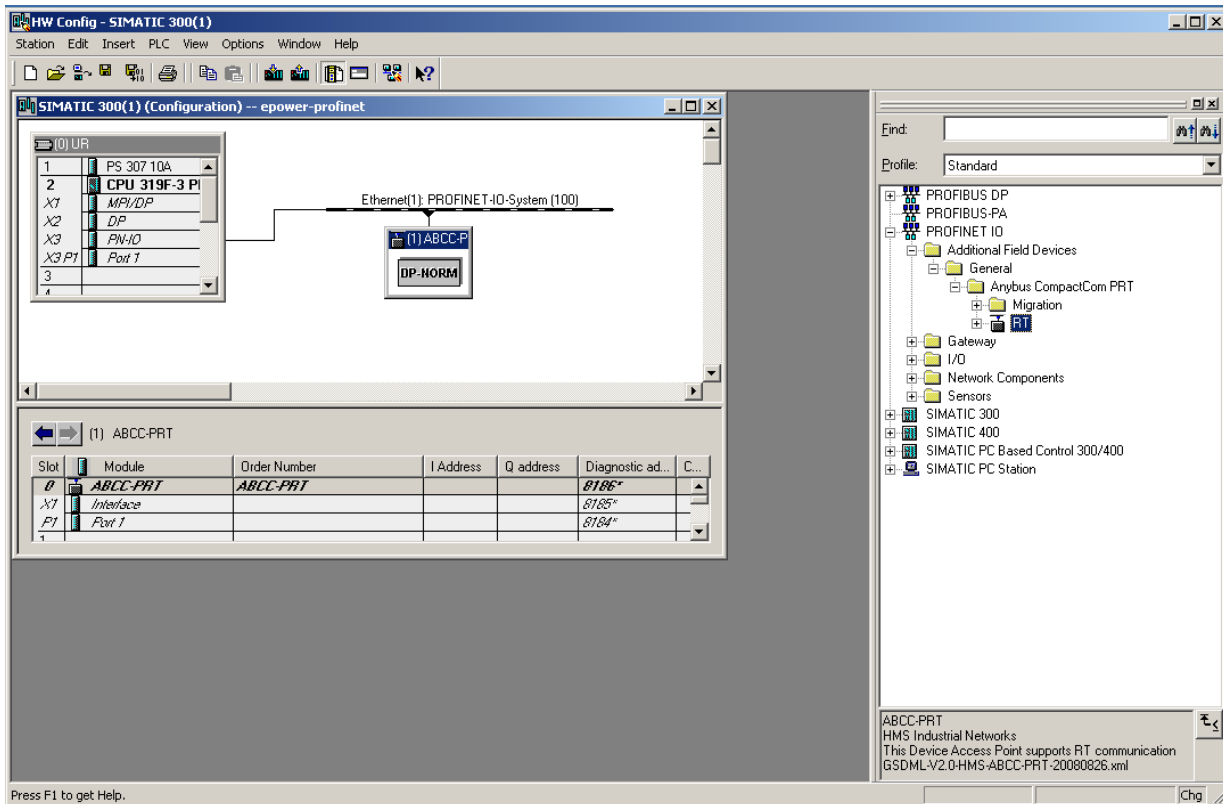 HW Config - SIMATIC 300(1)
Station Edit Insert PLC View Options Window Help
SIMATIC 300(1) (Configuration) -- epower-profinet
(0) UR
1 PS 307 10A
2 CPU 319F-3 P
X1 MPI/DP
X2 DP
X3 PN-IO
X3 P1 Port 1
3
Ethernet(1): PROFINET-IO-System (100)
(1) ABCC-P
DP-NORM
(1) ABCC-PRT
Slot Module Order Number I Address Q address Diagnostic ad... C...
0 ABCC-PRT ABCC-PRT 8186*
X1 Interface 8185*
P1 Port 1 8184*
1
Find:
Profile: Standard
PROFIBUS DP
PROFIBUS-PA
PROFINET IO
Additional Field Devices
General
Anybus CompactCom PRT
Migration
RT
Gateway
I/O
Network Components
Sensors
SIMATIC 300
SIMATIC 400
SIMATIC PC Based Control 300/400
SIMATIC PC Station
ABCC-PRT
HMS Industrial Networks
This Device Access Point supports RT communication
GSDML-V2.0-HMS-ABCC-PRT-20080826.xml
Press F1 to get Help.
Chg